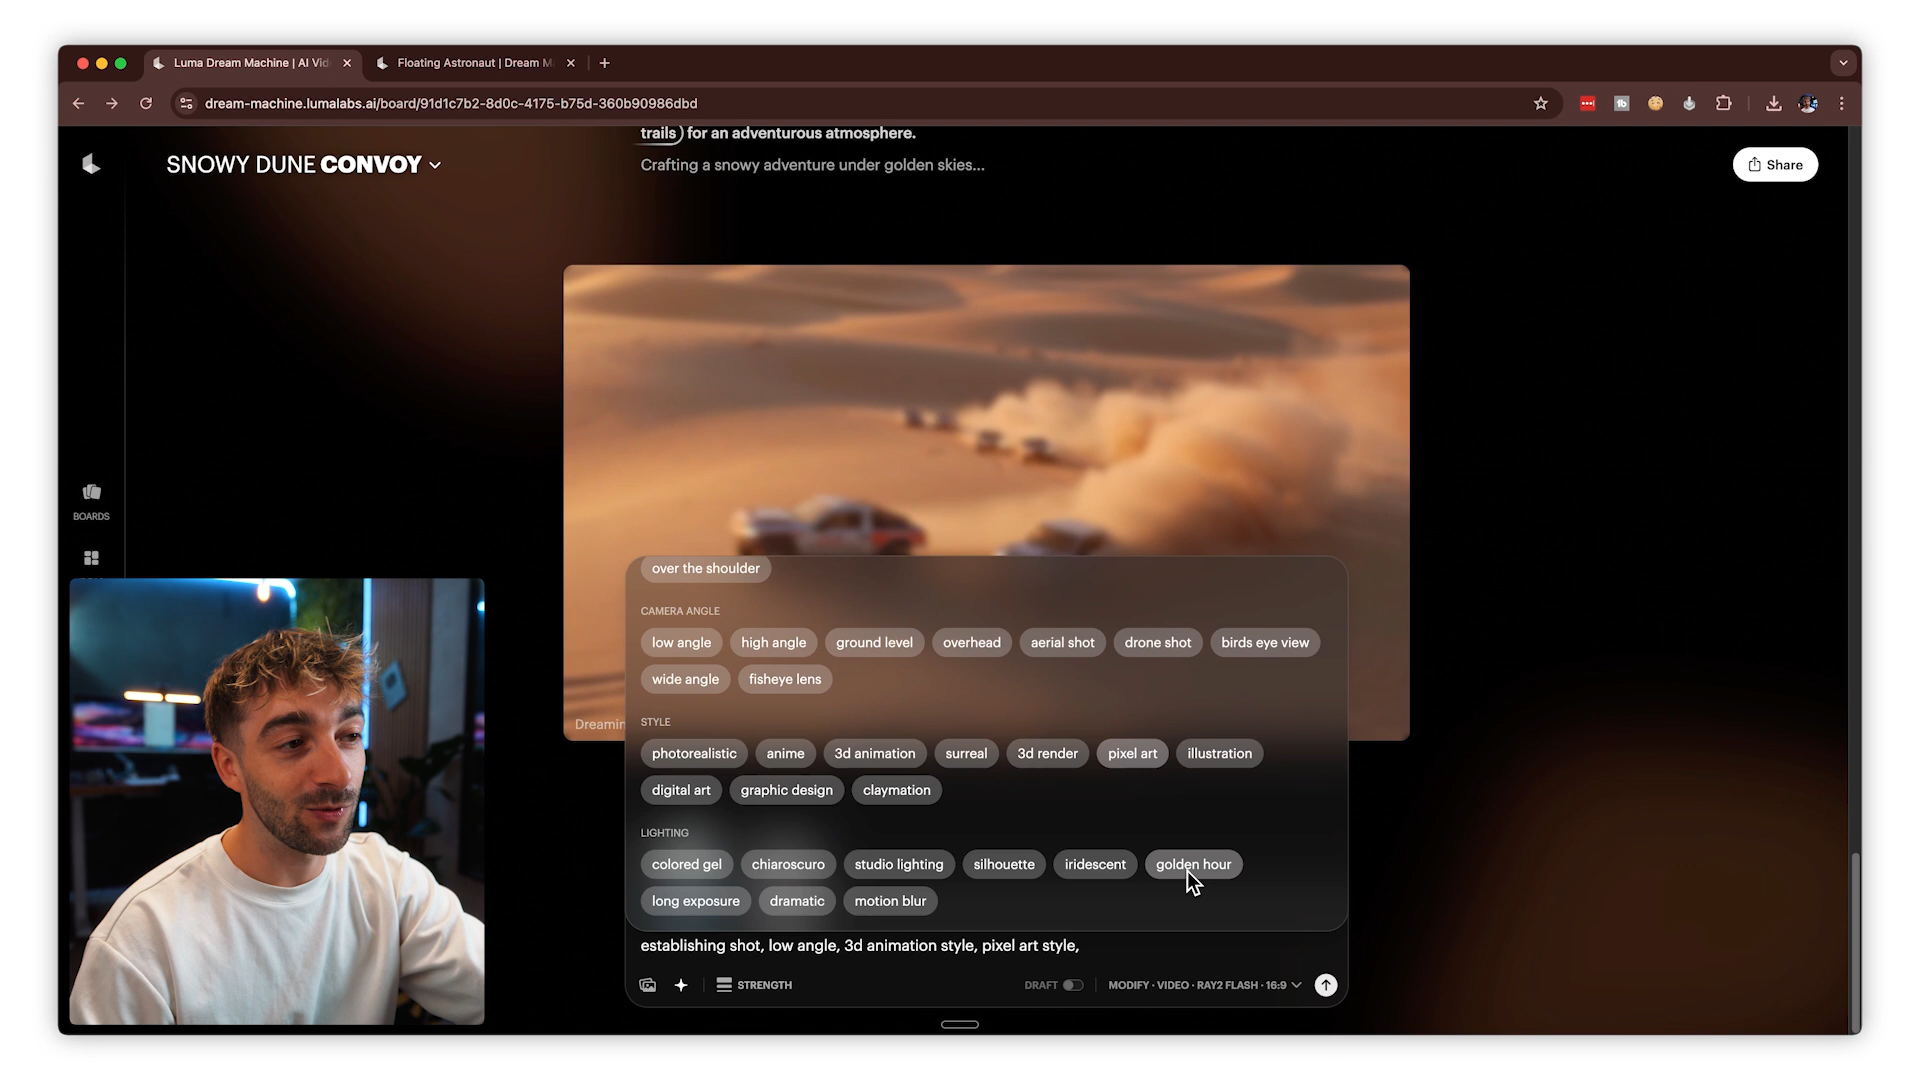 Luma Dream Machine | AI Vid
Floating Astronaut | Dream M
dream-machine.lumalabs.ai/board/91d1c7b2-8d0c-4175-b75d-360b90986dbd
trails) for an adventurous atmosphere.
SNOWY DUNE CONVOY
Crafting a snowy adventure under golden skies...
Share
BOARDS
over the shoulder
CAMERA ANGLE
low angle high angle ground level overhead aerial shot drone shot birds eye view
wide angle fisheye lens
STYLE
Dreamin
photorealistic anime 3d animation surreal 3d render pixel art illustration
digital art graphic design claymation
LIGHTING
colored gel chiaroscuro studio lighting silhouette iridescent golden hour
long exposure dramatic motion blur
establishing shot, low angle, 3d animation style, pixel art style,
STRENGTH DRAFT MODIFY · VIDEO · RAY2 FLASH · 16:9